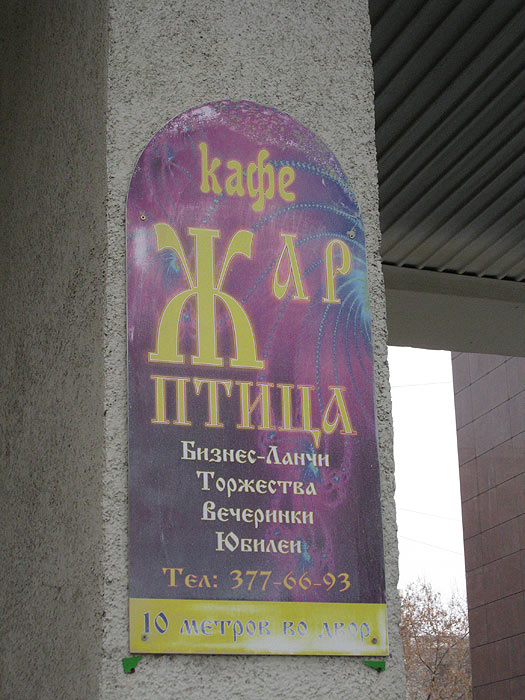 кафе
ЖАР
ПТИЦА
Бизнес-Ланчи
Торжества
Вечеринки
Юбилеи
Тел: 377-66-93
10 метров во двор